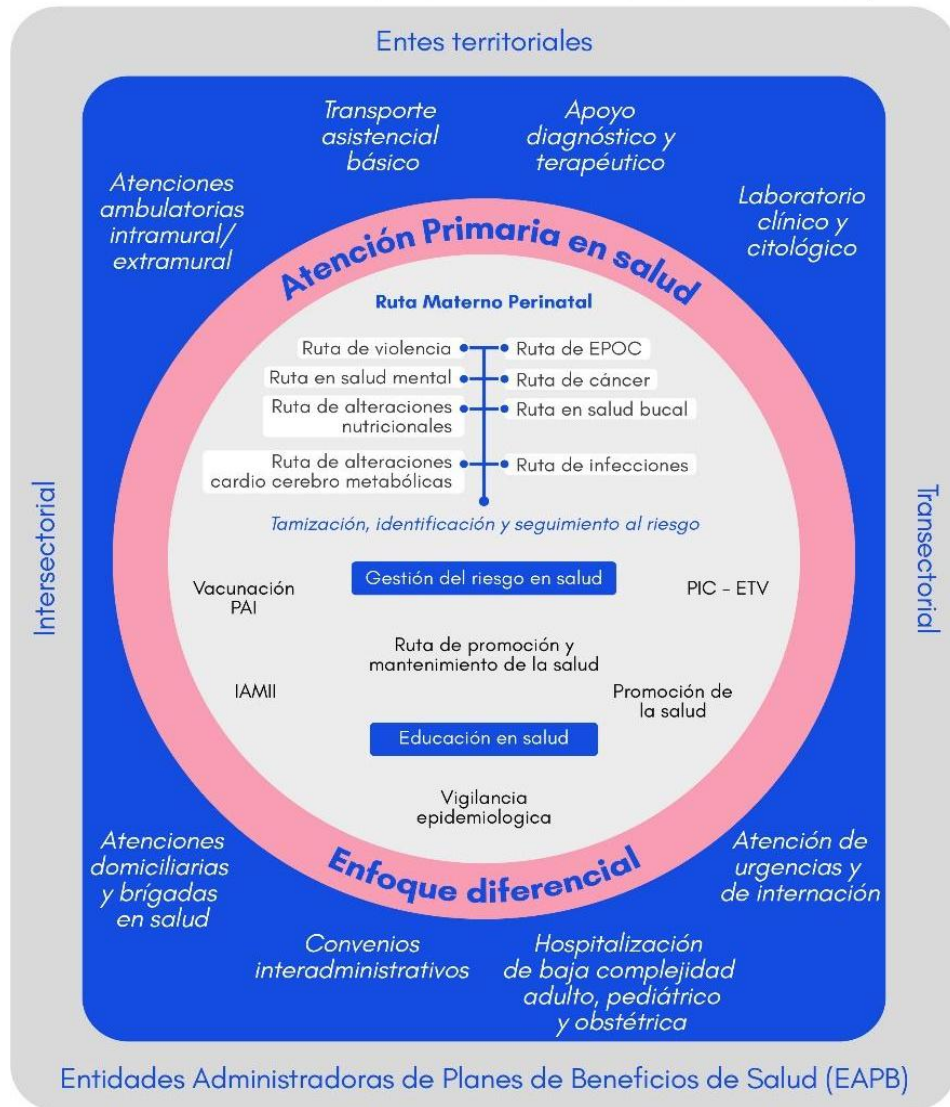 Entes territoriales
Transporte
asistencial
básico
Apoyo
diagnóstico y
terapéutico
Atenciones
ambulatorias
intramural/
extramural
Laboratorio
clínico y
citológico
Atención Primaria en salud
Ruta Materno Perinatal
Ruta de violencia
Ruta de EPOC
Ruta en salud mental
Ruta de cáncer
Ruta de alteraciones
nutricionales
Ruta en salud bucal
Ruta de alteraciones
cardio cerebro metabólicas
Ruta de infecciones
Tamización, identificación y seguimiento al riesgo
Intersectorial
Transectorial
Gestión del riesgo en salud
Vacunación
PAI
PIC - ETV
Ruta de promoción y
mantenimiento de la salud
IAMII
Promoción de
la salud
Educación en salud
Vigilancia
epidemiologica
Enfoque diferencial
Atenciones
domiciliarias
y brígadas
en salud
Atención de
urgencias y
de internación
Convenios
interadministrativos
Hospitalización
de baja complejidad
adulto, pediátrico
y obstétrica
Entidades Administradoras de Planes de Beneficios de Salud (EAPB)